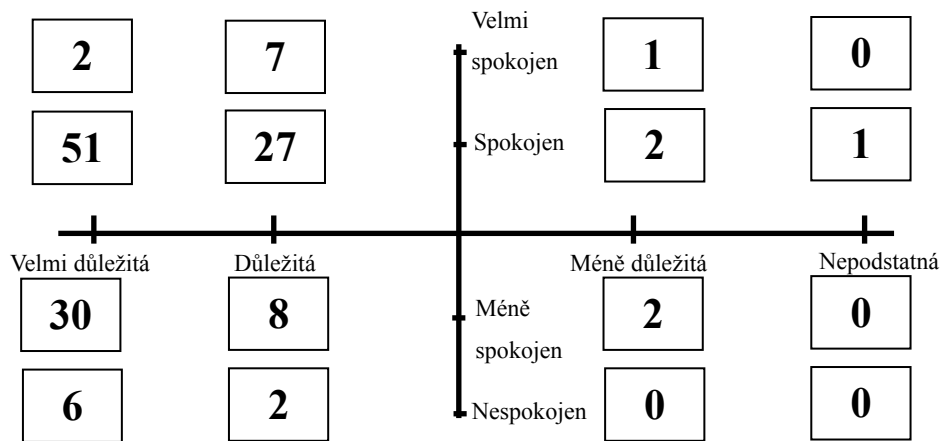 Velmi
spokojen
2 7 1 0
Spokojen
51 27 2 1
Velmi důležitá Důležitá Méně důležitá Nepodstatná
30 8 Méně 2 0
spokojen
6 2 Nespokojen 0 0